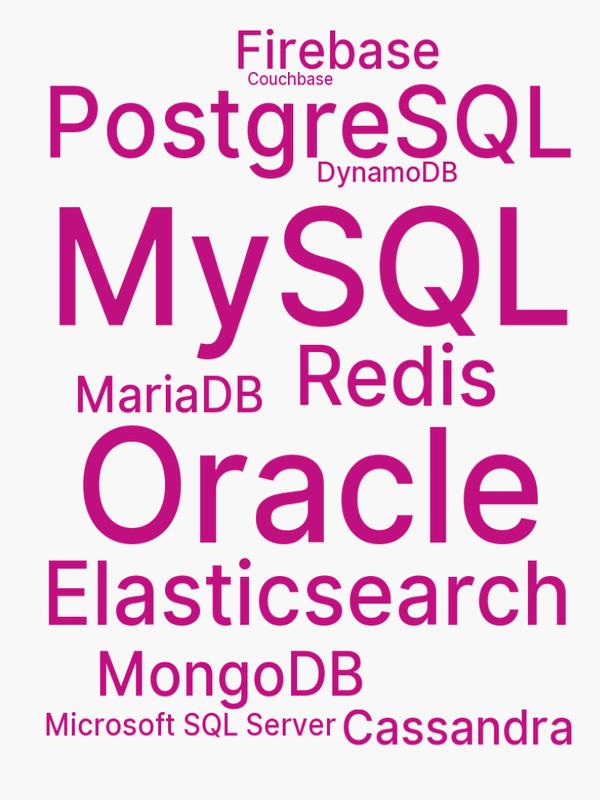 Firebase
Couchbase
PostgreSQL
DynamoDB
MySQL
Redis
MariaDB
Oracle
Elasticsearch
MongoDB
Microsoft SQL Server
Cassandra